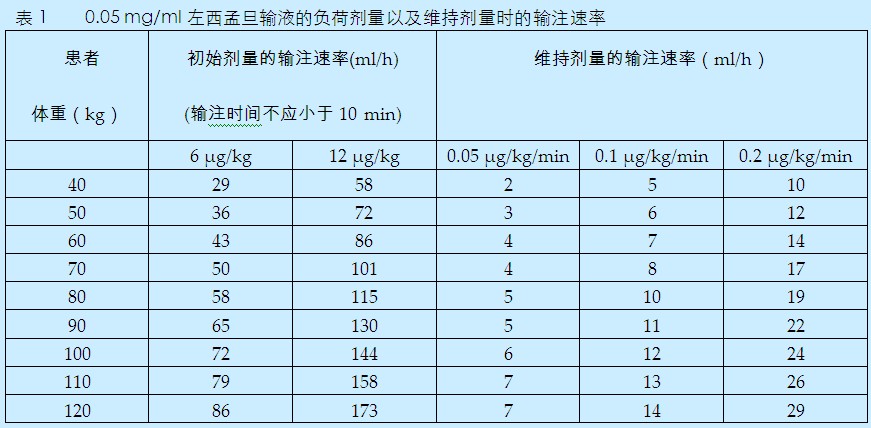 表 1 0.05 mg/ml 左西孟旦输液的负荷剂量以及维持剂量时的输注速率
患者 初始剂量的输注速率(ml/h) 维持剂量的输注速率（ml/h）
体重（kg） (输注时间不应小于 10 min)
6 μg/kg 12 μg/kg 0.05 μg/kg/min 0.1 μg/kg/min 0.2 μg/kg/min
40 29 58 2 5 10
50 36 72 3 6 12
60 43 86 4 7 14
70 50 101 4 8 17
80 58 115 5 10 19
90 65 130 5 11 22
100 72 144 6 12 24
110 79 158 7 13 26
120 86 173 7 14 29